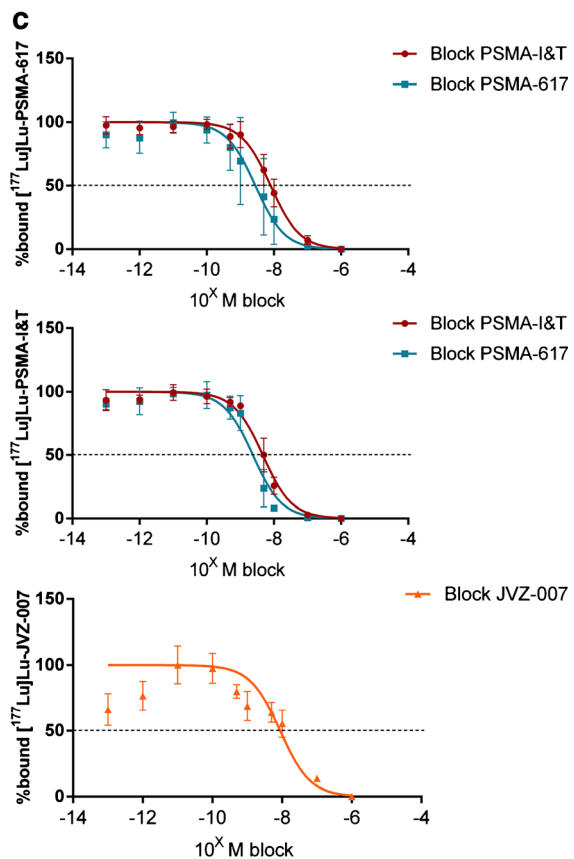 C
%bound [¹⁷⁷Lu]Lu-PSMA-617
150
100
50
0
-14 -12 -10 -8 -6 -4
10^X M block
Block PSMA-I&T
Block PSMA-617
%bound [¹⁷⁷Lu]Lu-PSMA-I&T
150
100
50
0
-14 -12 -10 -8 -6 -4
10^X M block
Block PSMA-I&T
Block PSMA-617
%bound [¹⁷⁷Lu]Lu-JVZ-007
150
100
50
0
-14 -12 -10 -8 -6 -4
10^X M block
Block JVZ-007